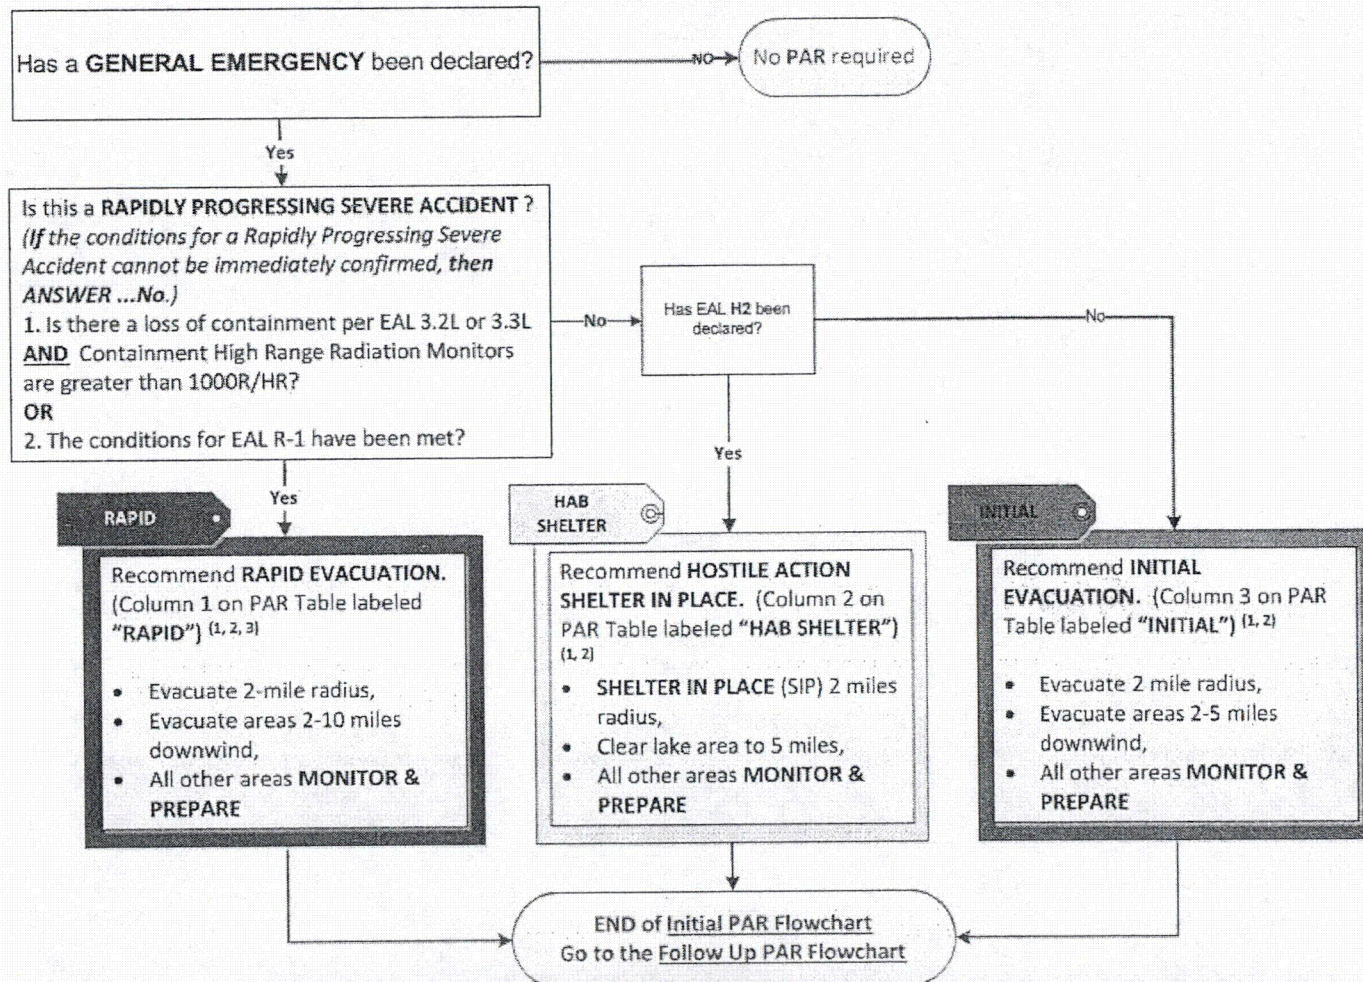 Has a GENERAL EMERGENCY been declared?
NO
No PAR required
Yes
Is this a RAPIDLY PROGRESSING SEVERE ACCIDENT ?
(If the conditions for a Rapidly Progressing Severe
Accident cannot be immediately confirmed, then
ANSWER ...No.)
1. Is there a loss of containment per EAL 3.2L or 3.3L
AND Containment High Range Radiation Monitors
are greater than 1000R/HR?
OR
2. The conditions for EAL R-1 have been met?
No
Has EAL H2 been
declared?
No
Yes
Yes
RAPID
Recommend RAPID EVACUATION.
(Column 1 on PAR Table labeled
"RAPID") (1, 2, 3)
• Evacuate 2-mile radius,
• Evacuate areas 2-10 miles
downwind,
• All other areas MONITOR &
PREPARE
HAB
SHELTER
Recommend HOSTILE ACTION
SHELTER IN PLACE. (Column 2 on
PAR Table labeled "HAB SHELTER")
(1, 2)
• SHELTER IN PLACE (SIP) 2 miles
radius,
• Clear lake area to 5 miles,
• All other areas MONITOR &
PREPARE
INITIAL
Recommend INITIAL
EVACUATION. (Column 3 on PAR
Table labeled "INITIAL") (1, 2)
• Evacuate 2 mile radius,
• Evacuate areas 2-5 miles
downwind,
• All other areas MONITOR &
PREPARE
END of Initial PAR Flowchart
Go to the Follow Up PAR Flowchart